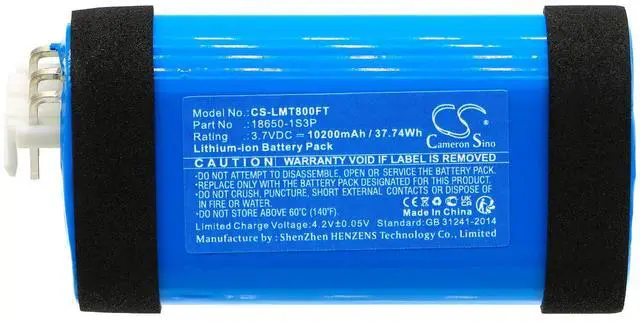 Model No.: CS-LMT800FT
Part No .: 18650-1S3P
Rating .: 3.7VDC ⎓ 10200mAh / 37.74Wh
Lithium-ion Battery Pack
CS
Cameron Sino
CAUTION: WARRANTY VOID IF LABEL IS REMOVED
•DO NOT ATTEMPT TO DISASSEMBLE, OPEN OR SERVICE THE BATTERY PACK.
•REPLACE ONLY WITH THE BATTERY PACK DESIGNATED FOR YOUR PRODUCT.
•DO NOT CRUSH, PUNCTURE, SHORT EXTERNAL CONTACTS OR DISPOSE
OF IN FIRE OR WATER.
•DO NOT STORE ABOVE 60°C (140°F).
CE
Made In China
Limited Charge Voltage: 4.2V±0.05V Standard: GB 31241-2014
Manufacturer by : ShenZhen HENZENS Technology Co., Limited